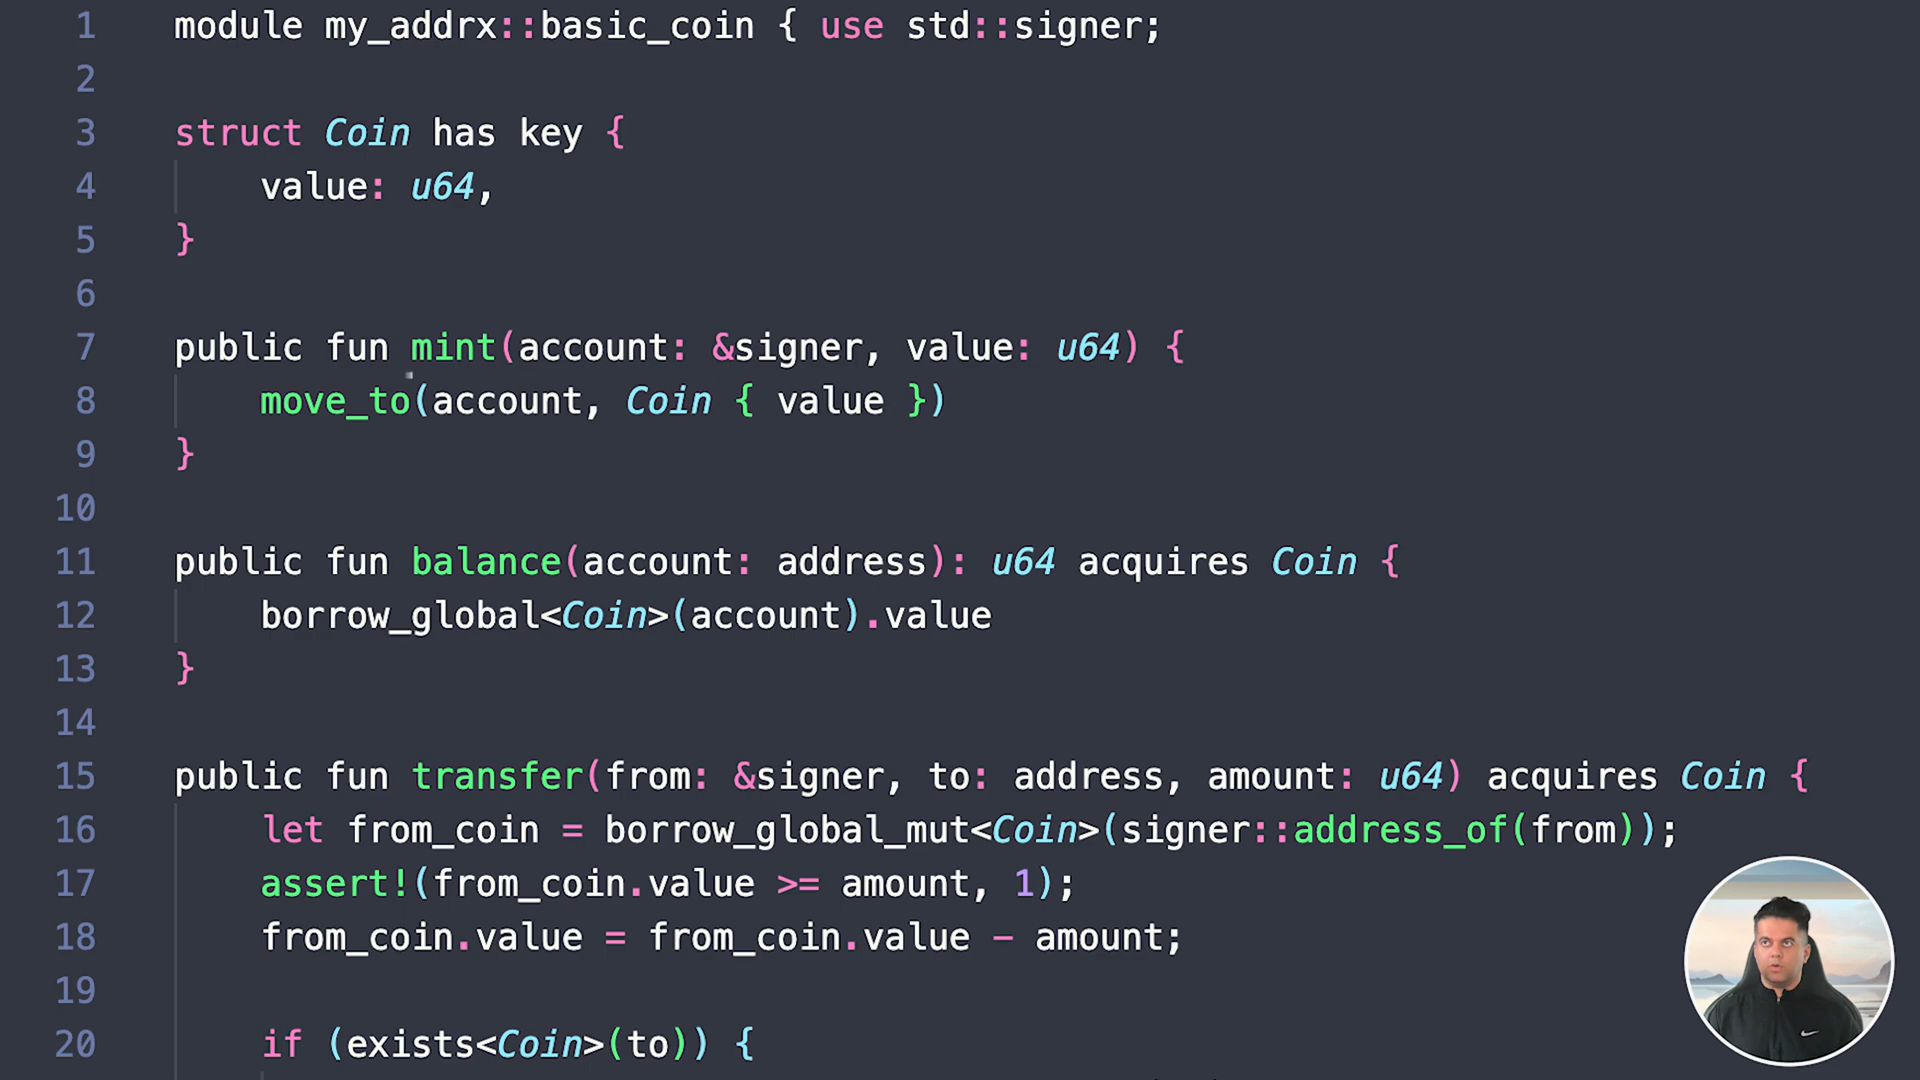 1 module my_addrx::basic_coin { use std::signer;
2
3 struct Coin has key {
4 value: u64,
5 }
6
7 public fun mint(account: &signer, value: u64) {
8 move_to(account, Coin { value })
9 }
10
11 public fun balance(account: address): u64 acquires Coin {
12 borrow_global<Coin>(account).value
13 }
14
15 public fun transfer(from: &signer, to: address, amount: u64) acquires Coin {
16 let from_coin = borrow_global_mut<Coin>(signer::address_of(from));
17 assert!(from_coin.value >= amount, 1);
18 from_coin.value = from_coin.value - amount;
19
20 if (exists<Coin>(to)) {